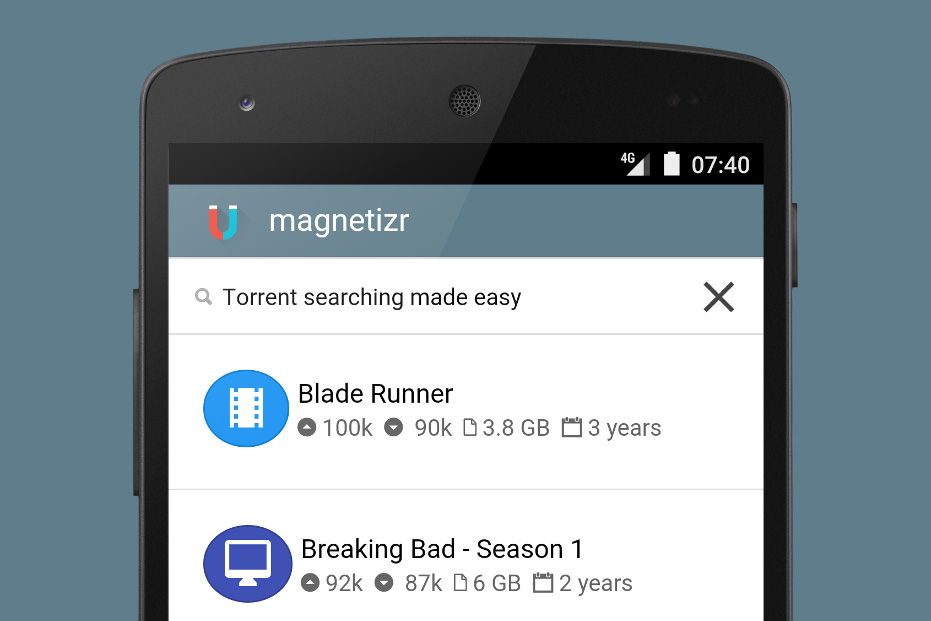 4G 07:40
magnetizr
Torrent searching made easy
Blade Runner
100k 90k 3.8 GB 3 years
Breaking Bad - Season 1
92k 87k 6 GB 2 years